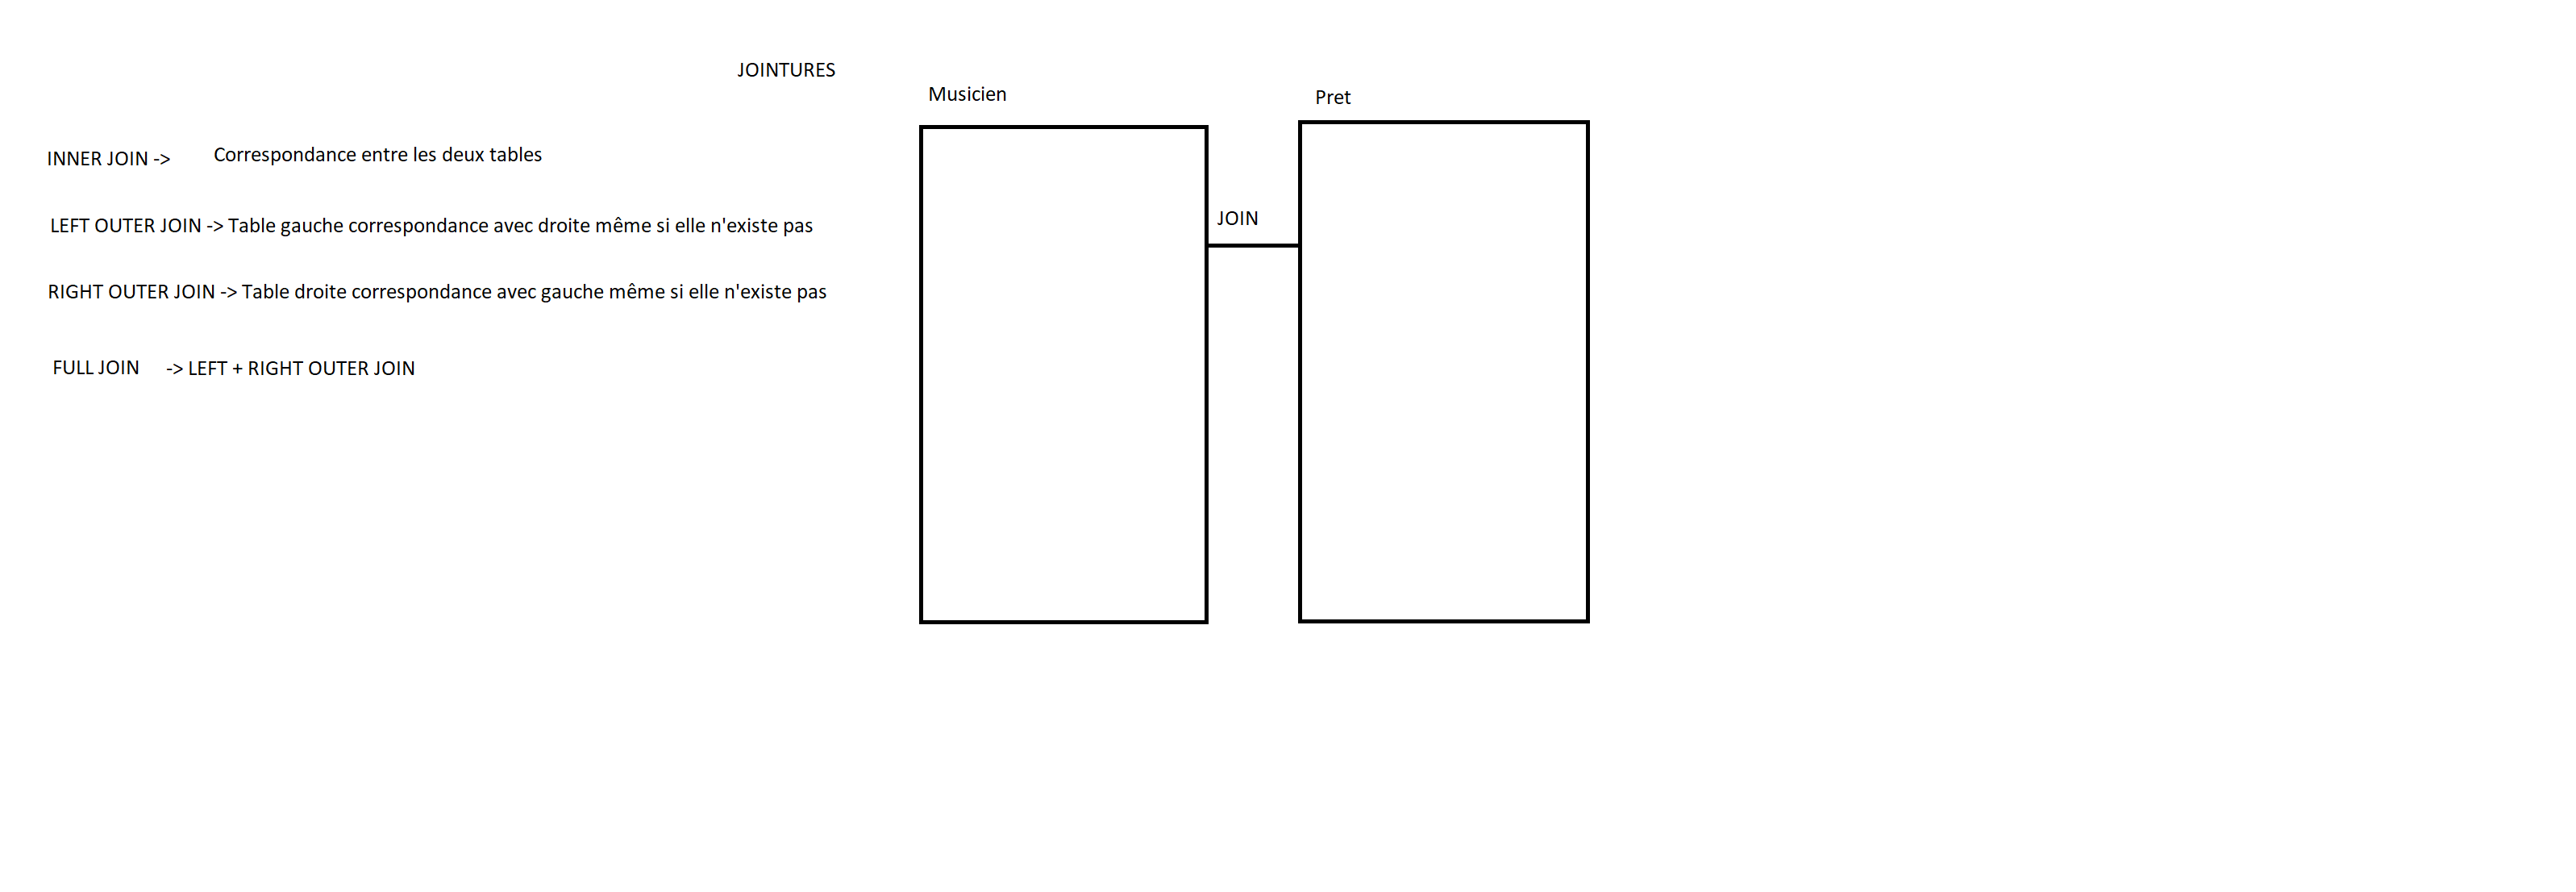 JOINTURES
Musicien
Pret
INNER JOIN -> Correspondance entre les deux tables
JOIN
LEFT OUTER JOIN -> Table gauche correspondance avec droite même si elle n'existe pas
RIGHT OUTER JOIN -> Table droite correspondance avec gauche même si elle n'existe pas
FULL JOIN -> LEFT + RIGHT OUTER JOIN